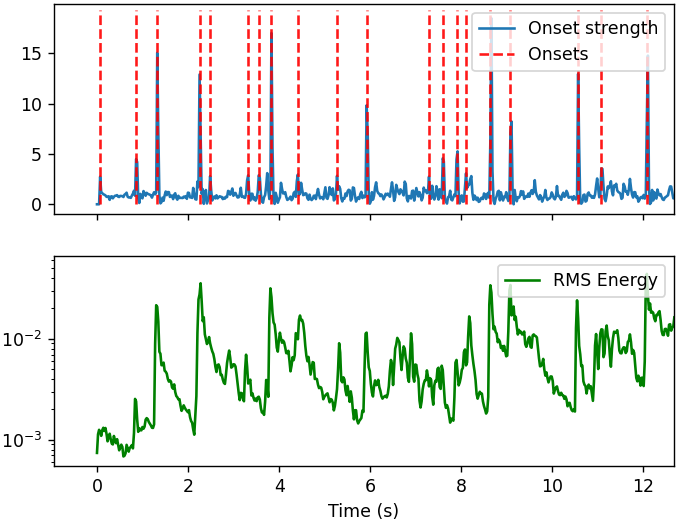 Onset strength
Onsets
15
10
5
0
RMS Energy
10⁻²
10⁻³
0 2 4 6 8 10 12
Time (s)